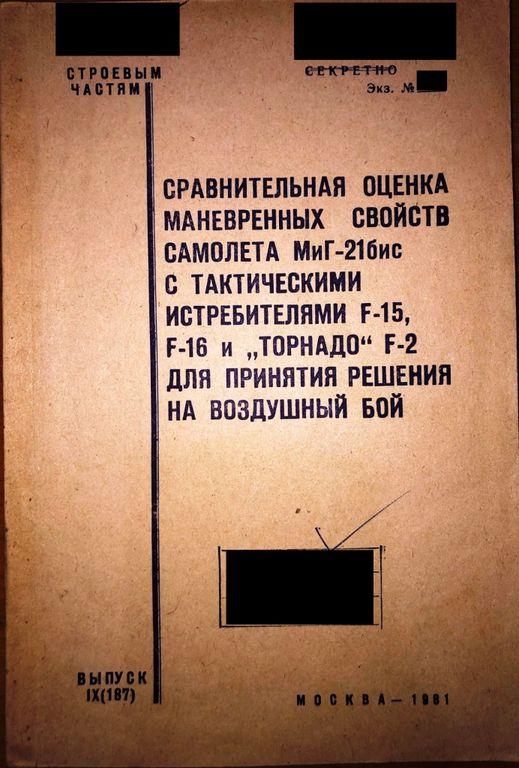 СТРОЕВЫМ
ЧАСТЯМ
СЕКРЕТНО
Экз. №
СРАВНИТЕЛЬНАЯ ОЦЕНКА
МАНЕВРЕННЫХ СВОЙСТВ
САМОЛЕТА МиГ-21бис
С ТАКТИЧЕСКИМИ
ИСТРЕБИТЕЛЯМИ F-15,
F-16 и „ТОРНАДО“ F-2
ДЛЯ ПРИНЯТИЯ РЕШЕНИЯ
НА ВОЗДУШНЫЙ БОЙ
ВЫПУСК
IX(187)
МОСКВА—1981